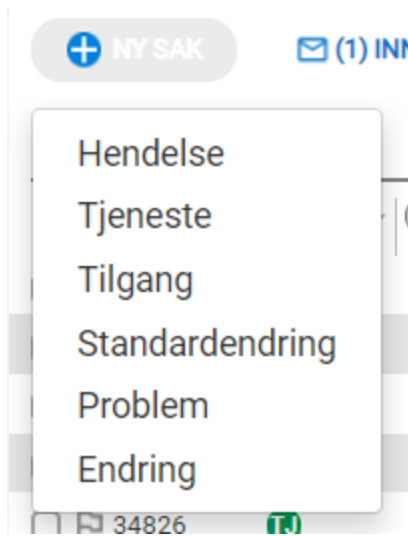 NY SAK
(1) INN
Hendelse
Tjeneste
Tilgang
Standardendring
Problem
Endring
34826 TJ